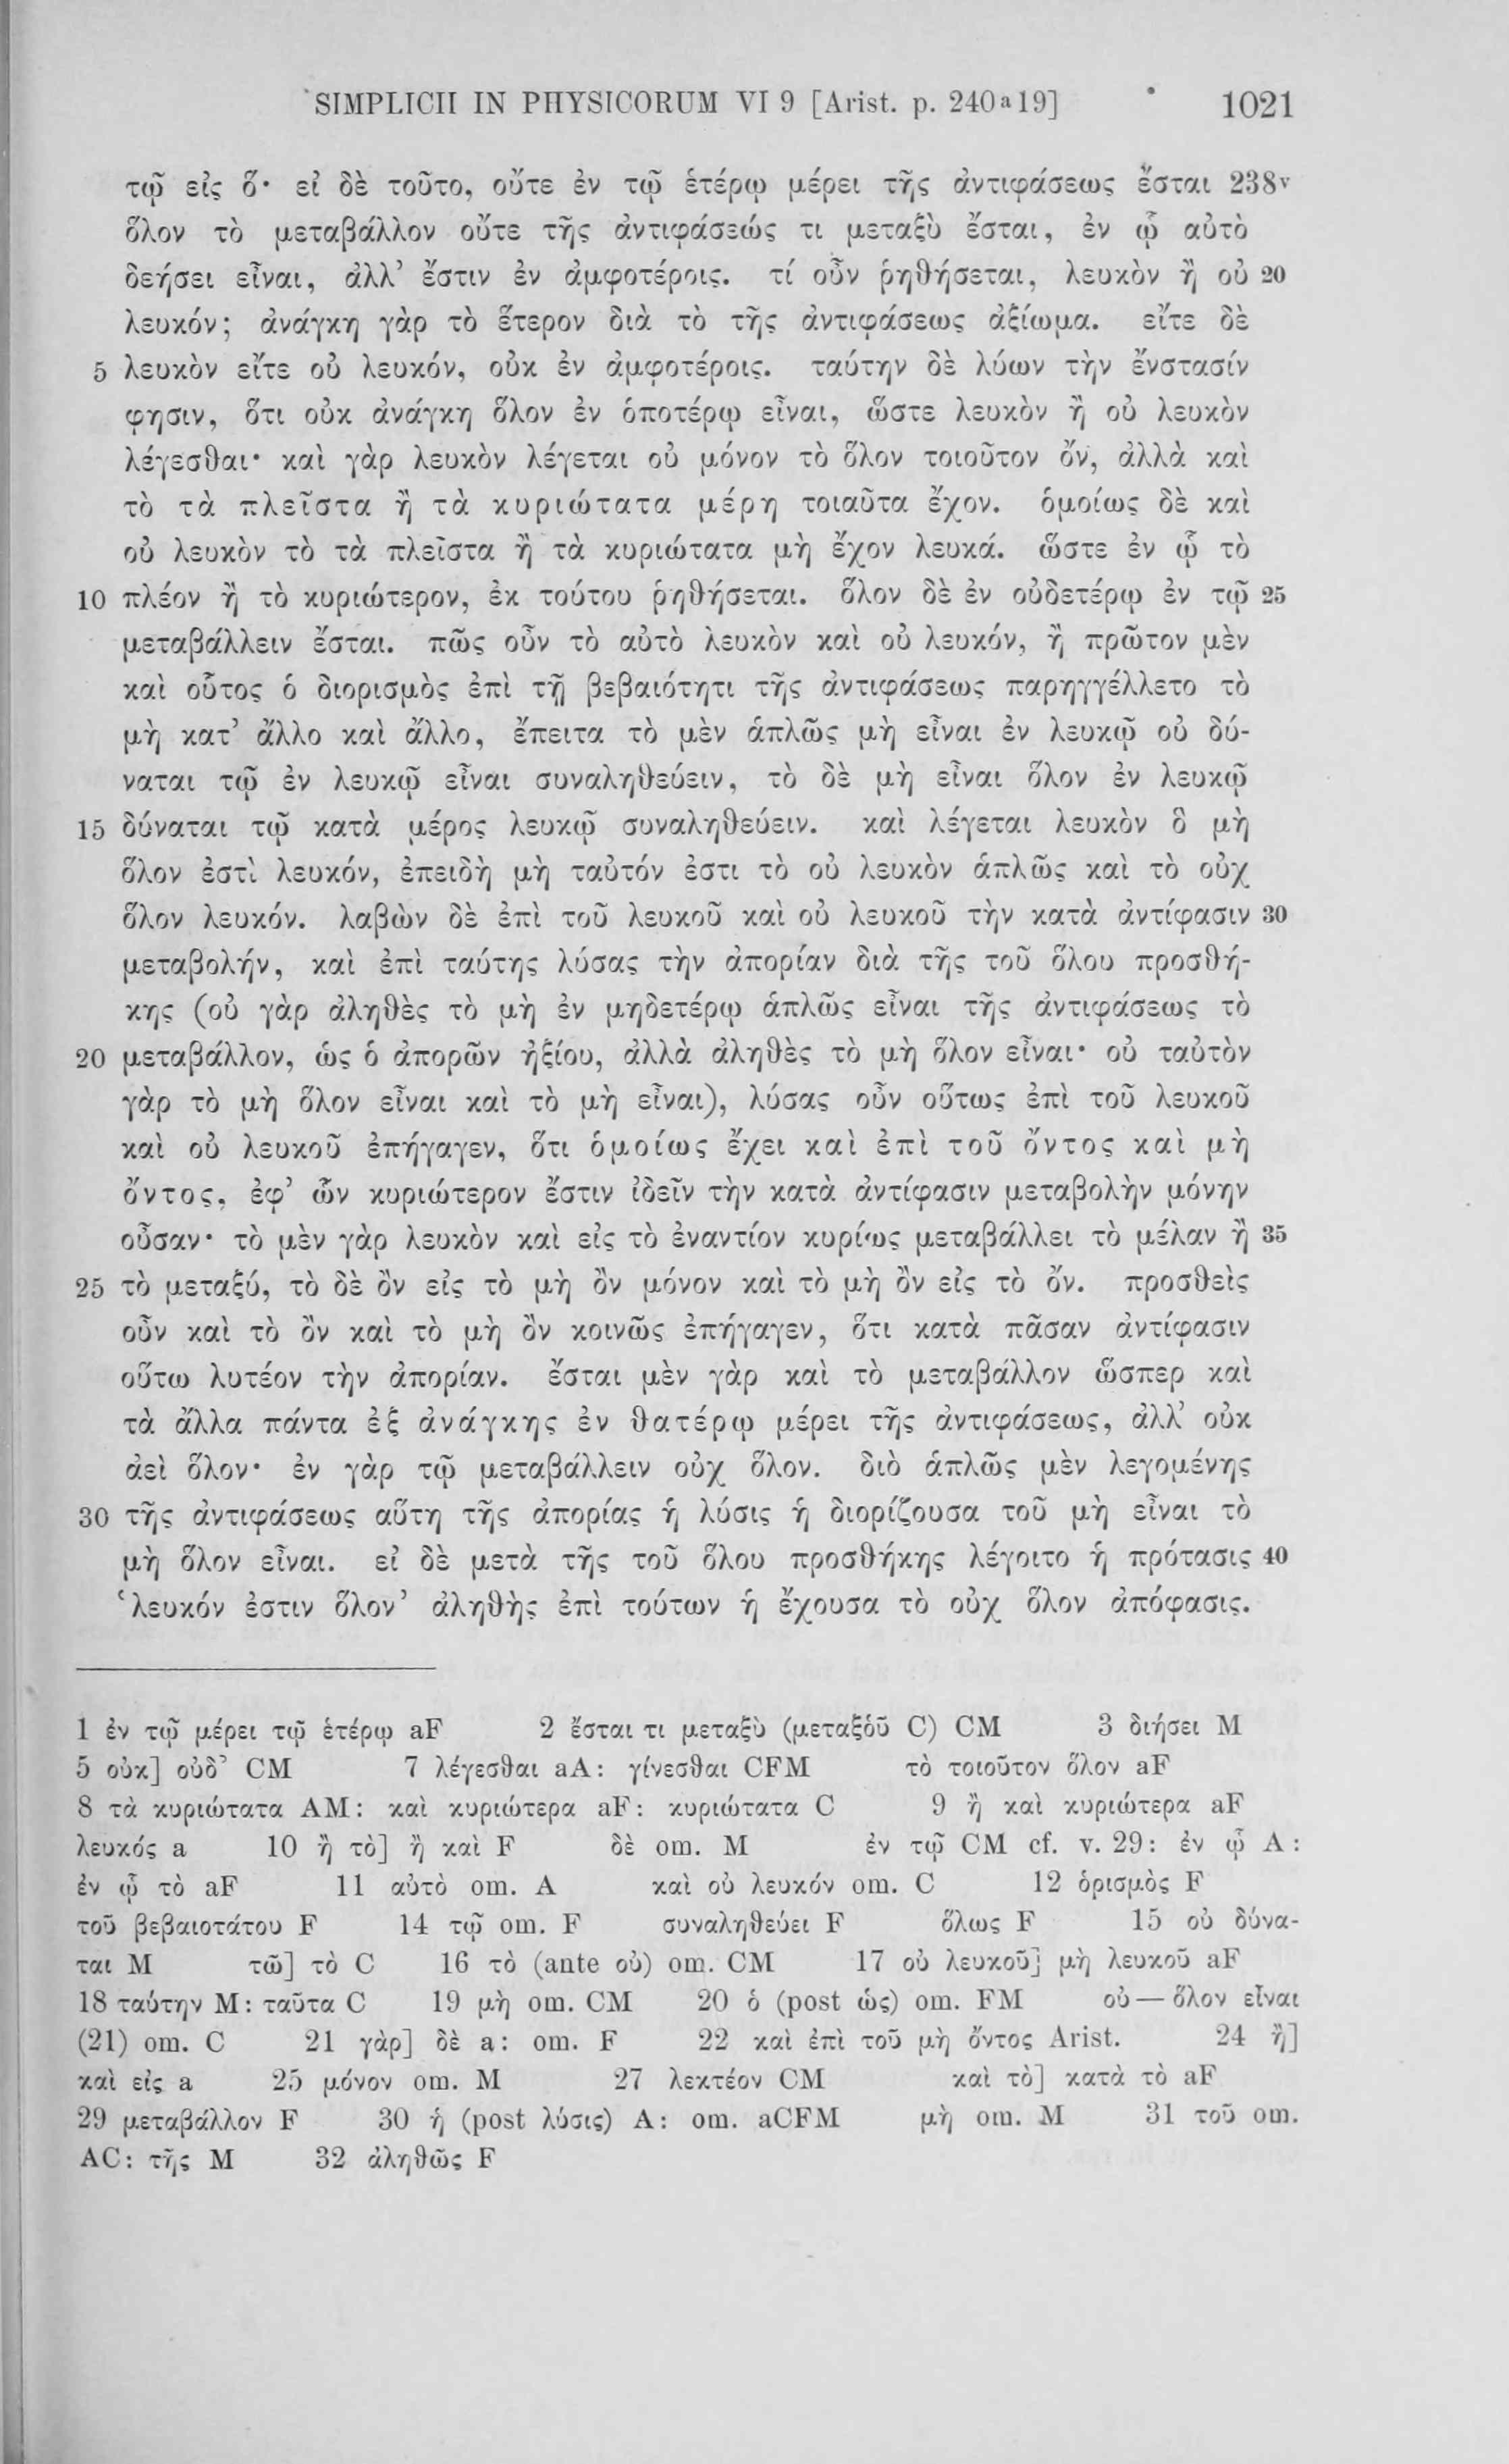 SIMPLICII IN PHYSICORUM VI 9 [Arist. p. 240a19] 1021
τῷ εἰς ὅ· εἰ δὲ τοῦτο, οὔτε ἐν τῷ ἑτέρῳ μέρει τῆς ἀντιφάσεως ἔσται 238v
ὅλον τὸ μεταβάλλον οὔτε τῆς ἀντιφάσεώς τι μεταξὺ ἔσται, ἐν ᾧ αὐτὸ
δεήσει εἶναι, ἀλλ’ ἔστιν ἐν ἀμφοτέροις. τί οὖν ῥηθήσεται, λευκὸν ἢ οὐ 20
λευκόν; ἀνάγκη γὰρ τὸ ἕτερον διὰ τὸ τῆς ἀντιφάσεως ἀξίωμα. εἴτε δὲ
5 λευκὸν εἴτε οὐ λευκόν, οὐκ ἐν ἀμφοτέροις. ταύτην δὲ λύων τὴν ἔνστασίν
φησιν, ὅτι οὐκ ἀνάγκη ὅλον ἐν ὁποτέρῳ εἶναι, ὥστε λευκὸν ἢ οὐ λευκὸν
λέγεσθαι· καὶ γὰρ λευκὸν λέγεται οὐ μόνον τὸ ὅλον τοιοῦτον ὄν, ἀλλὰ καὶ
τὸ τὰ πλεῖστα ἢ τὰ κυριώτατα μέρη τοιαῦτα ἔχον. ὁμοίως δὲ καὶ
οὐ λευκὸν τὸ τὰ πλεῖστα ἢ τὰ κυριώτατα μὴ ἔχον λευκά. ὥστε ἐν ᾧ τὸ
10 πλέον ἢ τὸ κυριώτερον, ἐκ τούτου ῥηθήσεται. ὅλον δὲ ἐν οὐδετέρῳ ἐν τῷ 25
μεταβάλλειν ἔσται. πῶς οὖν τὸ αὐτὸ λευκὸν καὶ οὐ λευκόν, ἢ πρῶτον μὲν
καὶ οὗτος ὁ διορισμὸς ἐπὶ τῇ βεβαιότητι τῆς ἀντιφάσεως παρηγγέλλετο τὸ
μὴ κατ’ ἄλλο καὶ ἄλλο, ἔπειτα τὸ μὲν ἁπλῶς μὴ εἶναι ἐν λευκῷ οὐ δύ-
ναται τῷ ἐν λευκῷ εἶναι συναληθεύειν, τὸ δὲ μὴ εἶναι ὅλον ἐν λευκῷ
15 δύναται τῷ κατὰ μέρος λευκῷ συναληθεύειν. καὶ λέγεται λευκὸν ὃ μὴ
ὅλον ἐστὶ λευκόν, ἐπειδὴ μὴ ταὐτόν ἐστι τὸ οὐ λευκὸν ἁπλῶς καὶ τὸ οὐχ
ὅλον λευκόν. λαβὼν δὲ ἐπὶ τοῦ λευκοῦ καὶ οὐ λευκοῦ τὴν κατὰ ἀντίφασιν 30
μεταβολήν, καὶ ἐπὶ ταύτης λύσας τὴν ἀπορίαν διὰ τῆς τοῦ ὅλου προσθή-
κης (οὐ γὰρ ἀληθὲς τὸ μὴ ἐν μηδετέρῳ ἁπλῶς εἶναι τῆς ἀντιφάσεως τὸ
20 μεταβάλλον, ὡς ὁ ἀπορῶν ἠξίου, ἀλλὰ ἀληθὲς τὸ μὴ ὅλον εἶναι· οὐ ταὐτὸν
γὰρ τὸ μὴ ὅλον εἶναι καὶ τὸ μὴ εἶναι), λύσας οὖν οὕτως ἐπὶ τοῦ λευκοῦ
καὶ οὐ λευκοῦ ἐπήγαγεν, ὅτι ὁμοίως ἔχει καὶ ἐπὶ τοῦ ὄντος καὶ μὴ
ὄντος, ἐφ’ ὧν κυριώτερον ἔστιν ἰδεῖν τὴν κατὰ ἀντίφασιν μεταβολὴν μόνην
οὖσαν· τὸ μὲν γὰρ λευκὸν καὶ εἰς τὸ ἐναντίον κυρίως μεταβάλλει τὸ μέλαν ἢ 35
25 τὸ μεταξύ, τὸ δὲ ὂν εἰς τὸ μὴ ὂν μόνον καὶ τὸ μὴ ὂν εἰς τὸ ὄν. προσθεὶς
οὖν καὶ τὸ ὂν καὶ τὸ μὴ ὂν κοινῶς ἐπήγαγεν, ὅτι κατὰ πᾶσαν ἀντίφασιν
οὕτω λυτέον τὴν ἀπορίαν. ἔσται μὲν γὰρ καὶ τὸ μεταβάλλον ὥσπερ καὶ
τὰ ἄλλα πάντα ἐξ ἀνάγκης ἐν θατέρῳ μέρει τῆς ἀντιφάσεως, ἀλλ’ οὐκ
ἀεὶ ὅλον· ἐν γὰρ τῷ μεταβάλλειν οὐχ ὅλον. διὸ ἁπλῶς μὲν λεγομένης
30 τῆς ἀντιφάσεως αὕτη τῆς ἀπορίας ἡ λύσις ἡ διορίζουσα τοῦ μὴ εἶναι τὸ
μὴ ὅλον εἶναι. εἰ δὲ μετὰ τῆς τοῦ ὅλου προσθήκης λέγοιτο ἡ πρότασις 40
‘λευκόν ἐστιν ὅλον’ ἀληθὴς ἐπὶ τούτων ἡ ἔχουσα τὸ οὐχ ὅλον ἀπόφασις.
1 ἐν τῷ μέρει τῷ ἑτέρῳ aF 2 ἔσται τι μεταξὺ (μεταξὺῦ C) CM 3 διήσει M
5 οὐκ] οὐδ’ CM 7 λέγεσθαι aA: γίνεσθαι CFM τὸ τοιοῦτον ὅλον aF
8 τὰ κυριώτατα AM: καὶ κυριώτερα aF: κυριώτατα C 9 ἢ καὶ κυριώτερα aF
λευκός a 10 ἢ τὸ] ἢ καὶ F δὲ om. M ἐν τῷ CM cf. v. 29: ἐν ᾧ A:
ἐν ᾧ τὸ aF 11 αὐτὸ om. A καὶ οὐ λευκόν om. C 12 ὁρισμὸς F
τοῦ βεβαιοτάτου F 14 τῷ om. F συναληθεύει F ὅλως F 15 οὐ δύνα-
ται M τῶ] τὸ C 16 τὸ (ante οὐ) om. CM 17 οὐ λευκοῦ] μὴ λευκοῦ aF
18 ταύτην M: ταῦτα C 19 μὴ om. CM 20 ὁ (post ὡς) om. FM οὐ — ὅλον εἶναι
(21) om. C 21 γὰρ] δὲ a: om. F 22 καὶ ἐπὶ τοῦ μὴ ὄντος Arist. 24 ἢ]
καὶ εἰς a 25 μόνον om. M 27 λεκτέον CM καὶ τὸ] κατὰ τὸ aF
29 μεταβάλλον F 30 ἡ (post λύσις) A: om. aCFM μὴ om. M 31 τοῦ om.
AC: τῆς M 32 ἀληθῶς F